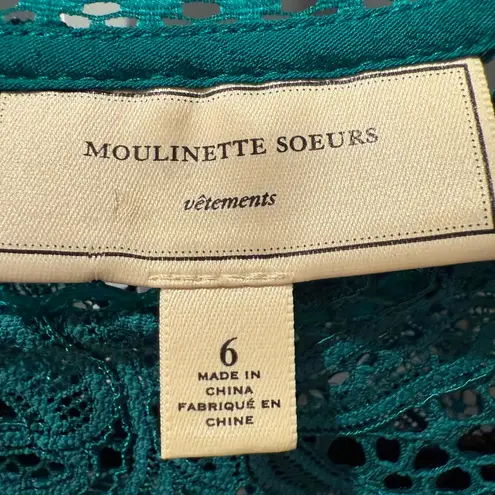 MOULINETTE SOEURS
vêtements
6
MADE IN
CHINA
FABRIQUÉ EN
CHINE